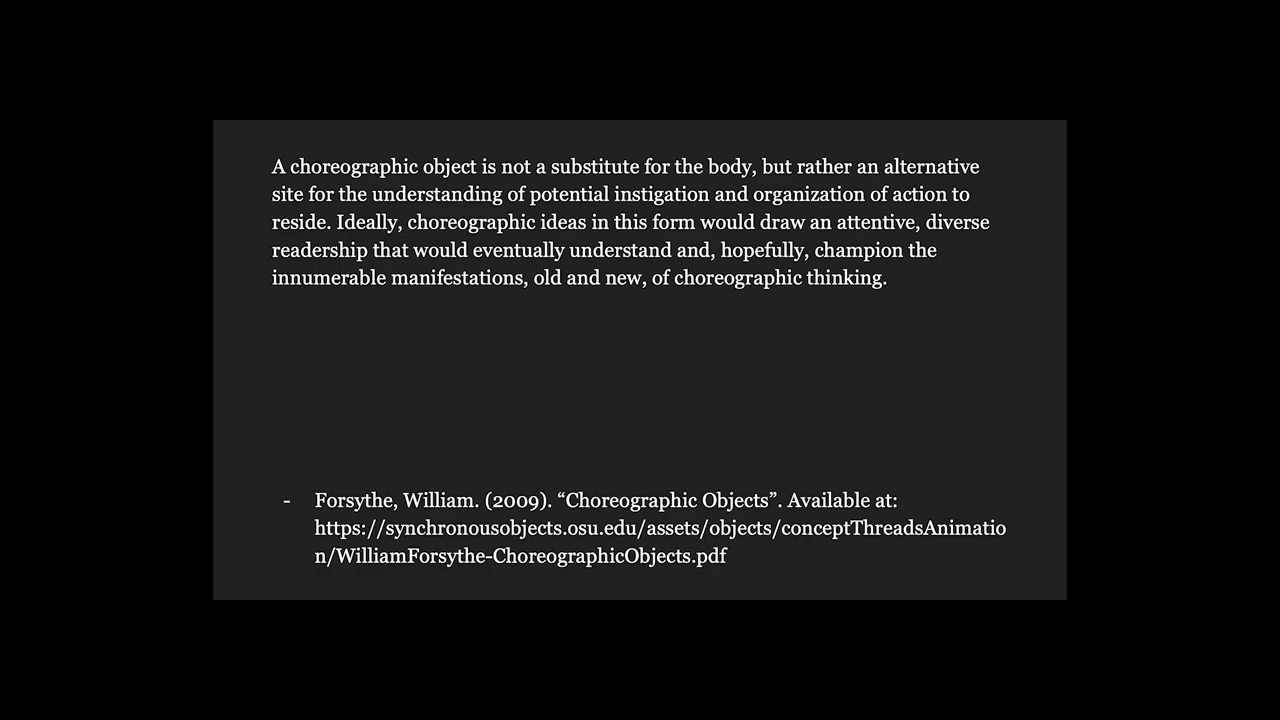 A choreographic object is not a substitute for the body, but rather an alternative
site for the understanding of potential instigation and organization of action to
reside. Ideally, choreographic ideas in this form would draw an attentive, diverse
readership that would eventually understand and, hopefully, champion the
innumerable manifestations, old and new, of choreographic thinking.
- Forsythe, William. (2009). “Choreographic Objects”. Available at:
https://synchronousobjects.osu.edu/assets/objects/conceptThreadsAnimatio
n/WilliamForsythe-ChoreographicObjects.pdf